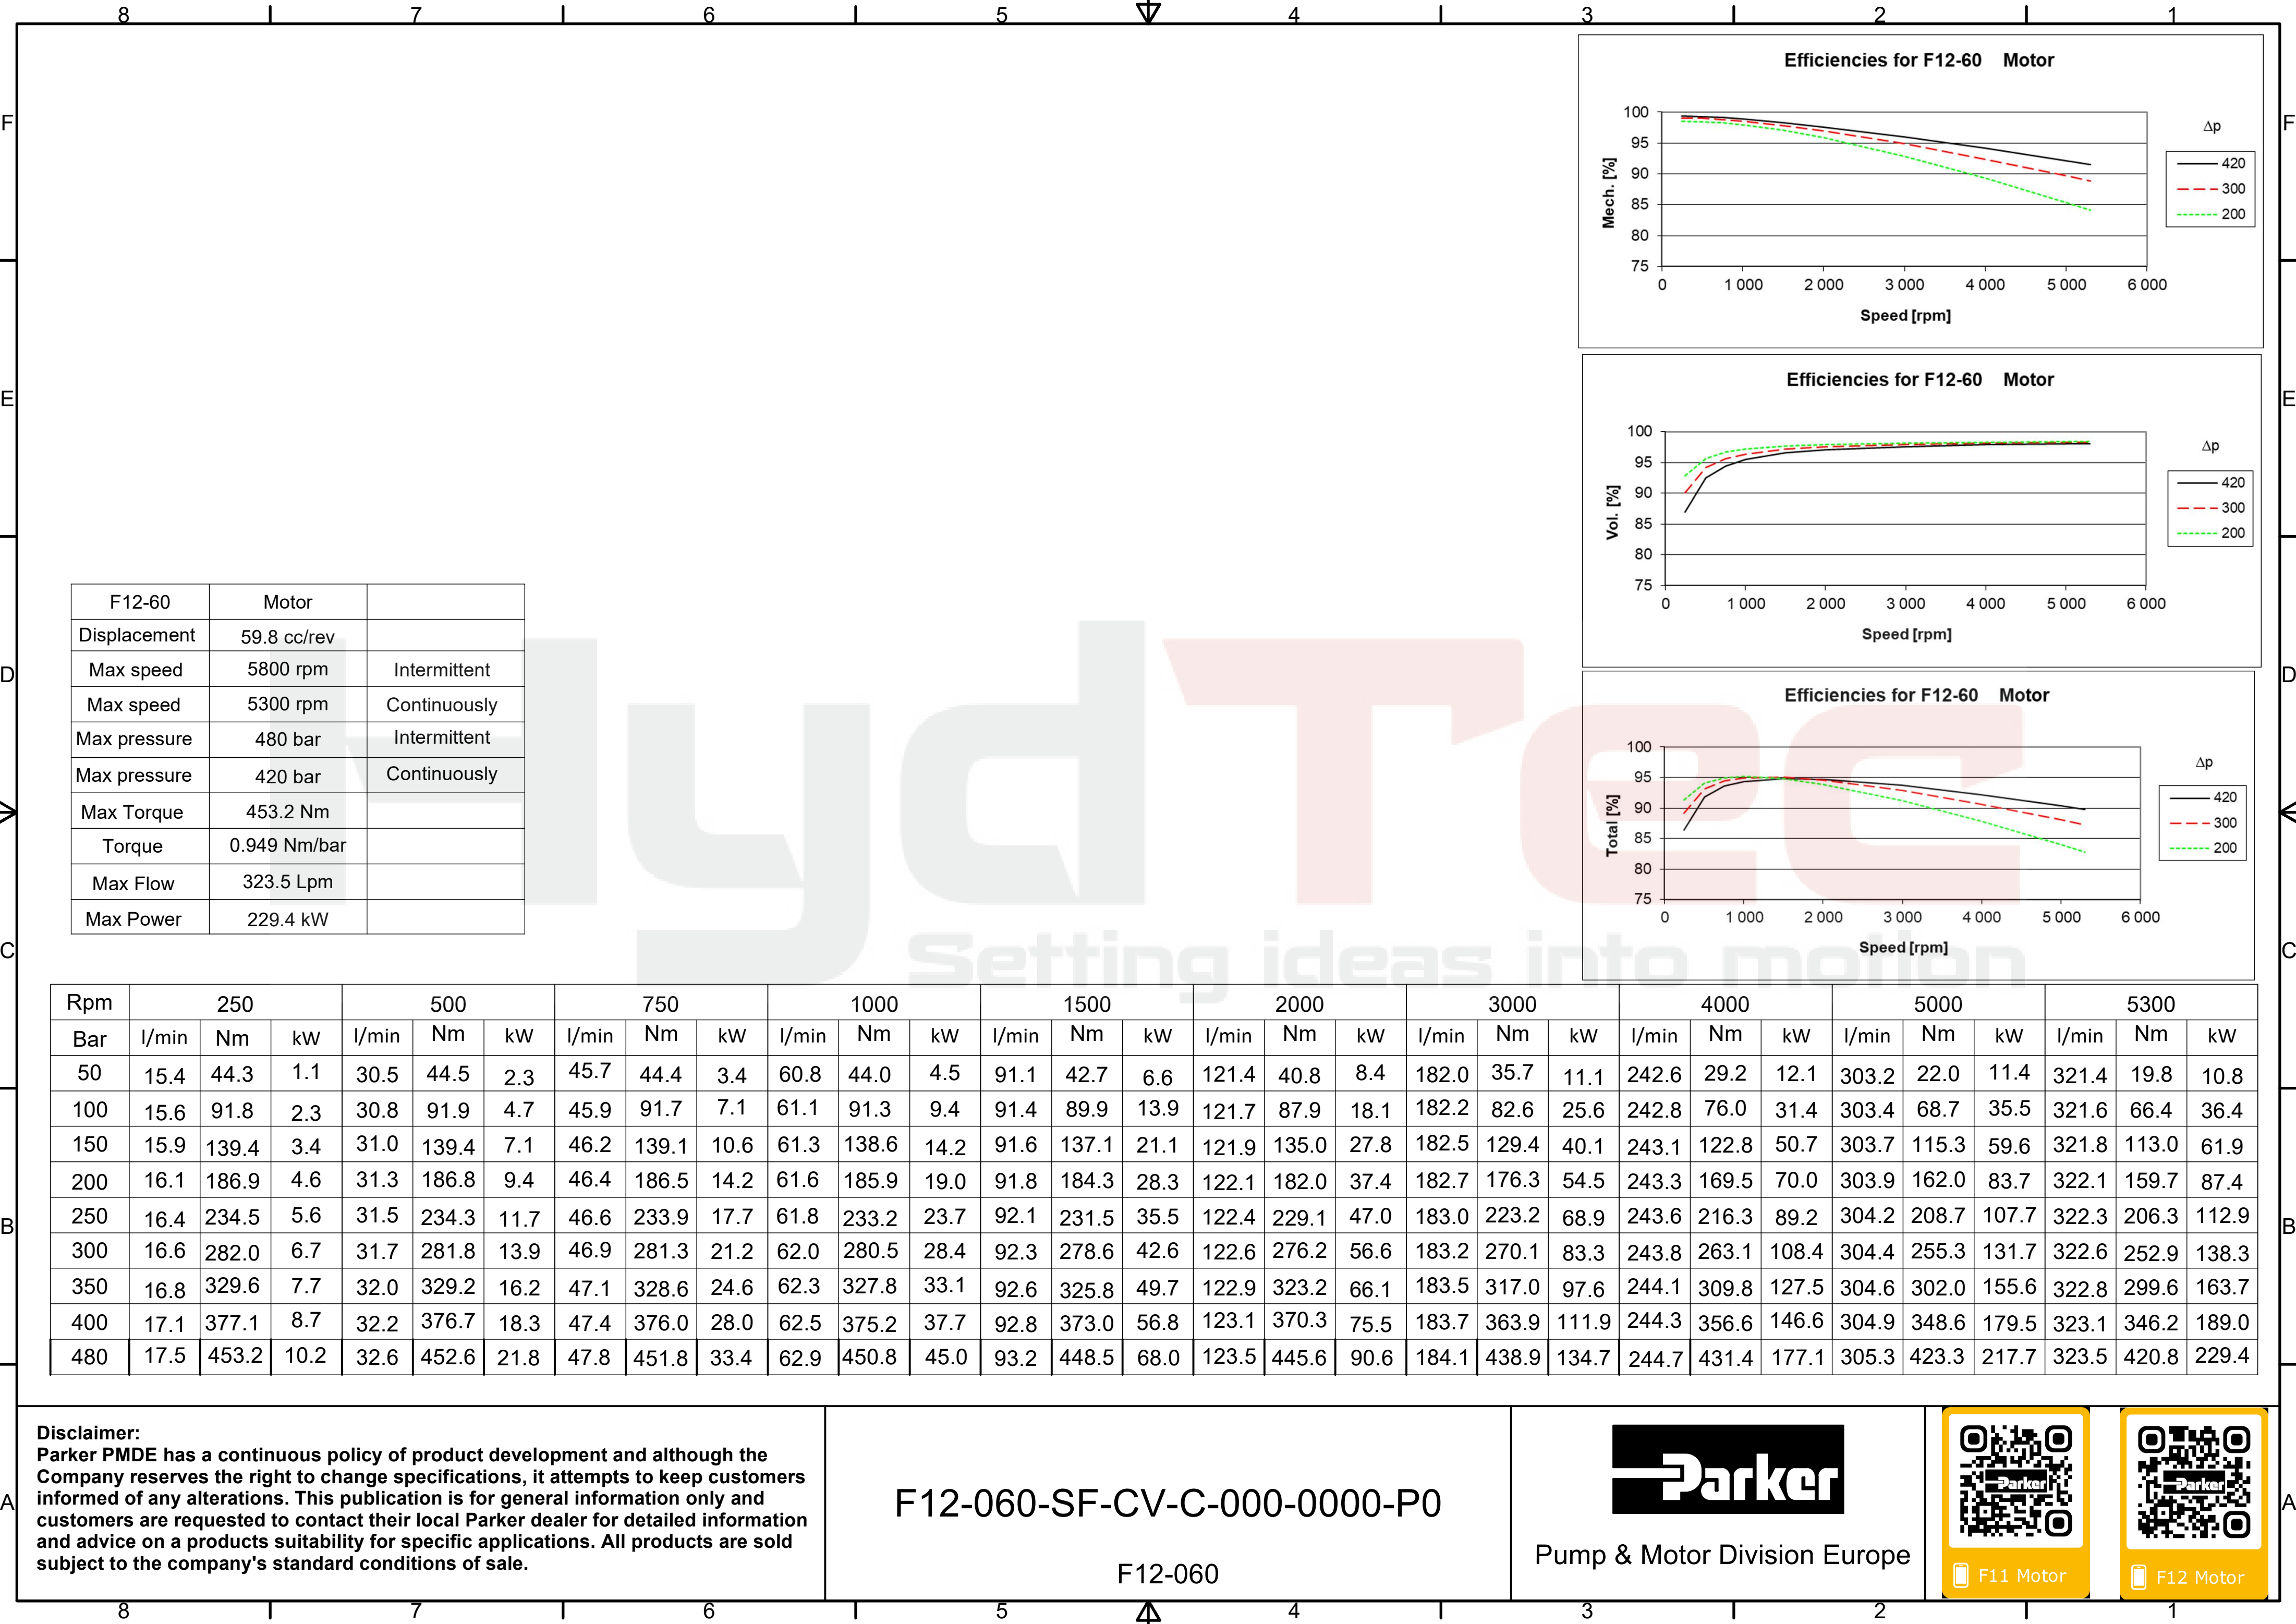 8 7 6 5 4 3 2 1
F F
E E
D D
C C
B B
A A
Efficiencies for F12-60 Motor
100
95
90
85
80
75
Mech. [%]
0 1 000 2 000 3 000 4 000 5 000 6 000
Speed [rpm]
Δp
420
300
200
Efficiencies for F12-60 Motor
100
95
90
85
80
75
Vol. [%]
0 1 000 2 000 3 000 4 000 5 000 6 000
Speed [rpm]
Δp
420
300
200
Efficiencies for F12-60 Motor
100
95
90
85
80
75
Total [%]
0 1 000 2 000 3 000 4 000 5 000 6 000
Speed [rpm]
Δp
420
300
200
HydTec
Setting ideas into motion
F12-60 Motor
Displacement 59.8 cc/rev
Max speed 5800 rpm Intermittent
Max speed 5300 rpm Continuously
Max pressure 480 bar Intermittent
Max pressure 420 bar Continuously
Max Torque 453.2 Nm
Torque 0.949 Nm/bar
Max Flow 323.5 Lpm
Max Power 229.4 kW
Rpm 250 500 750 1000 1500 2000 3000 4000 5000 5300
Bar l/min Nm kW l/min Nm kW l/min Nm kW l/min Nm kW l/min Nm kW l/min Nm kW l/min Nm kW l/min Nm kW l/min Nm kW l/min Nm kW
50 15.4 44.3 1.1 30.5 44.5 2.3 45.7 44.4 3.4 60.8 44.0 4.5 91.1 42.7 6.6 121.4 40.8 8.4 182.0 35.7 11.1 242.6 29.2 12.1 303.2 22.0 11.4 321.4 19.8 10.8
100 15.6 91.8 2.3 30.8 91.9 4.7 45.9 91.7 7.1 61.1 91.3 9.4 91.4 89.9 13.9 121.7 87.9 18.1 182.2 82.6 25.6 242.8 76.0 31.4 303.4 68.7 35.5 321.6 66.4 36.4
150 15.9 139.4 3.4 31.0 139.4 7.1 46.2 139.1 10.6 61.3 138.6 14.2 91.6 137.1 21.1 121.9 135.0 27.8 182.5 129.4 40.1 243.1 122.8 50.7 303.7 115.3 59.6 321.8 113.0 61.9
200 16.1 186.9 4.6 31.3 186.8 9.4 46.4 186.5 14.2 61.6 185.9 19.0 91.8 184.3 28.3 122.1 182.0 37.4 182.7 176.3 54.5 243.3 169.5 70.0 303.9 162.0 83.7 322.1 159.7 87.4
250 16.4 234.5 5.6 31.5 234.3 11.7 46.6 233.9 17.7 61.8 233.2 23.7 92.1 231.5 35.5 122.4 229.1 47.0 183.0 223.2 68.9 243.6 216.3 89.2 304.2 208.7 107.7 322.3 206.3 112.9
300 16.6 282.0 6.7 31.7 281.8 13.9 46.9 281.3 21.2 62.0 280.5 28.4 92.3 278.6 42.6 122.6 276.2 56.6 183.2 270.1 83.3 243.8 263.1 108.4 304.4 255.3 131.7 322.6 252.9 138.3
350 16.8 329.6 7.7 32.0 329.2 16.2 47.1 328.6 24.6 62.3 327.8 33.1 92.6 325.8 49.7 122.9 323.2 66.1 183.5 317.0 97.6 244.1 309.8 127.5 304.6 302.0 155.6 322.8 299.6 163.7
400 17.1 377.1 8.7 32.2 376.7 18.3 47.4 376.0 28.0 62.5 375.2 37.7 92.8 373.0 56.8 123.1 370.3 75.5 183.7 363.9 111.9 244.3 356.6 146.6 304.9 348.6 179.5 323.1 346.2 189.0
480 17.5 453.2 10.2 32.6 452.6 21.8 47.8 451.8 33.4 62.9 450.8 45.0 93.2 448.5 68.0 123.5 445.6 90.6 184.1 438.9 134.7 244.7 431.4 177.1 305.3 423.3 217.7 323.5 420.8 229.4
Disclaimer:
Parker PMDE has a continuous policy of product development and although the
Company reserves the right to change specifications, it attempts to keep customers
informed of any alterations. This publication is for general information only and
customers are requested to contact their local Parker dealer for detailed information
and advice on a products suitability for specific applications. All products are sold
subject to the company's standard conditions of sale.
F12-060-SF-CV-C-000-0000-P0
F12-060
Parker
Pump & Motor Division Europe
Parker
F11 Motor
Parker
F12 Motor
8 7 6 5 4 3 2 1